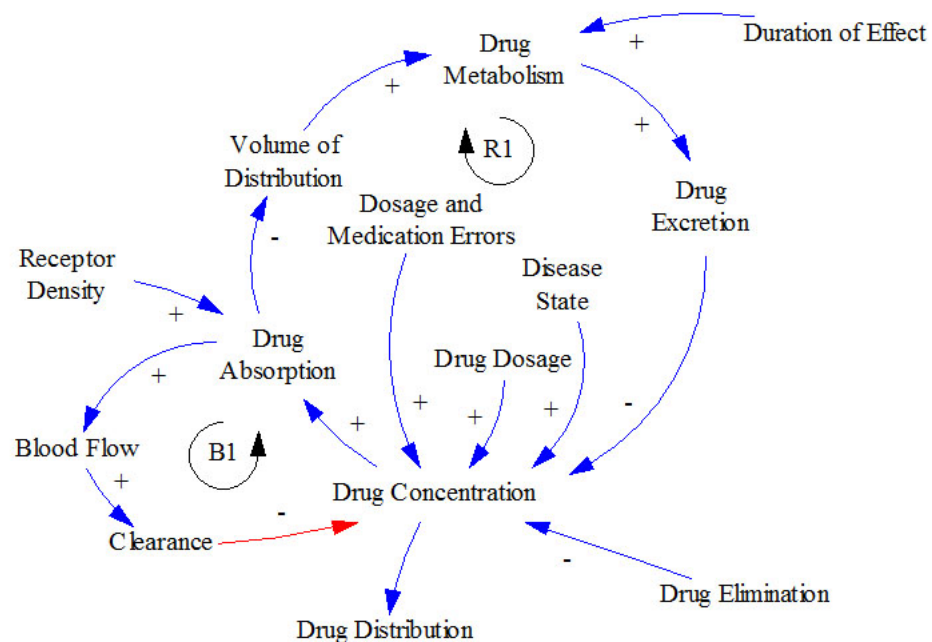 Drug
Metabolism
Duration of Effect
+
+
+
Volume of
Distribution
R1
Drug
Excretion
Dosage and
Medication Errors
-
Receptor
Density
Disease
State
+
Drug
Absorption
Drug Dosage
+
+
+
+
+
-
Blood Flow
B1
+
Drug Concentration
-
Clearance
-
Drug Elimination
Drug Distribution